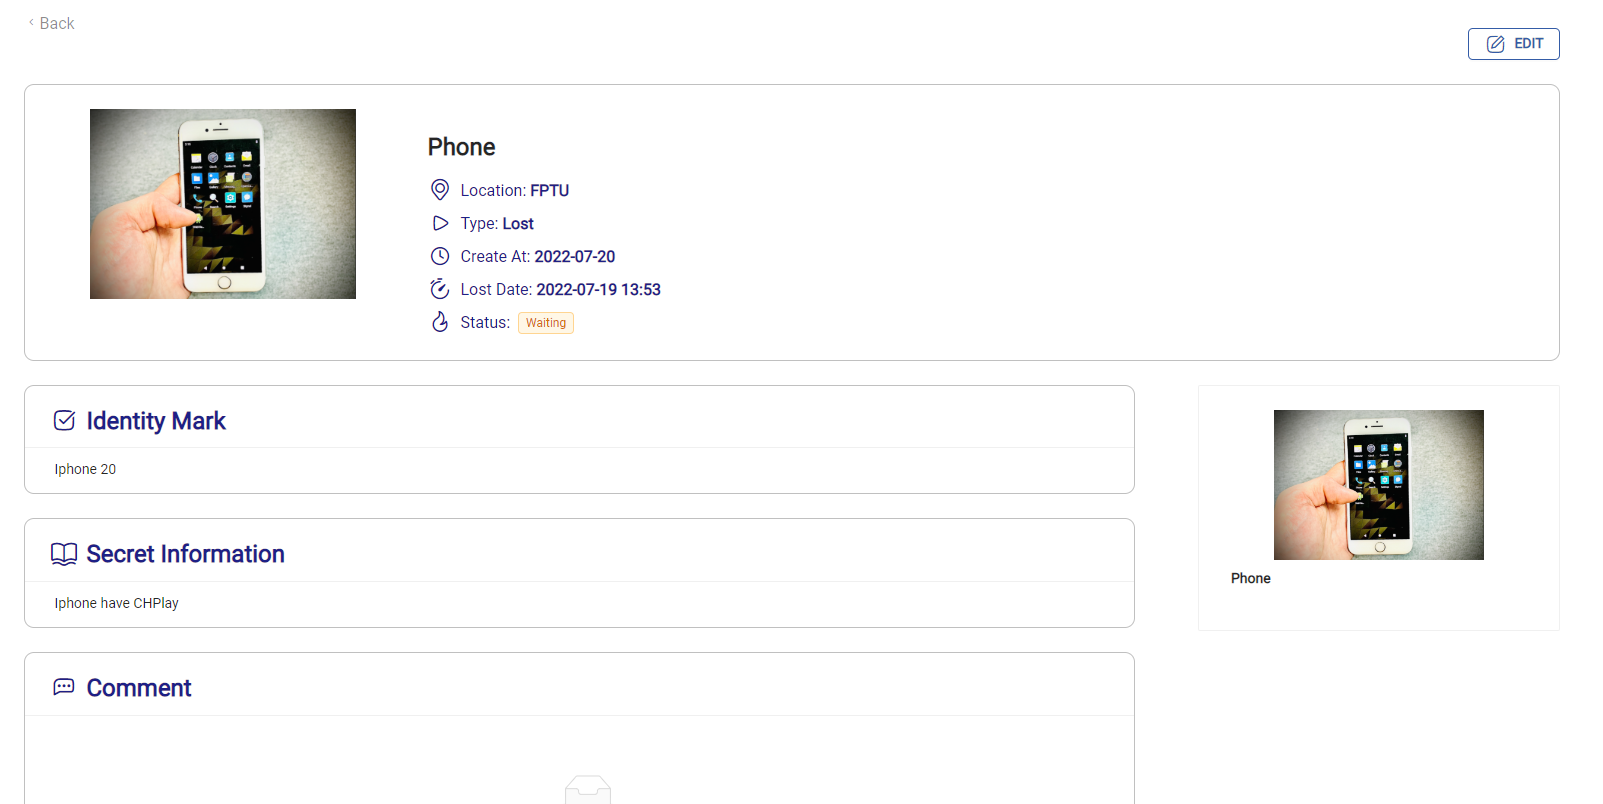 Back
EDIT
Phone
Location: FPTU
Type: Lost
Create At: 2022-07-20
Lost Date: 2022-07-19 13:53
Status: Waiting
Identity Mark
Iphone 20
Secret Information
Iphone have CHPlay
Phone
Comment